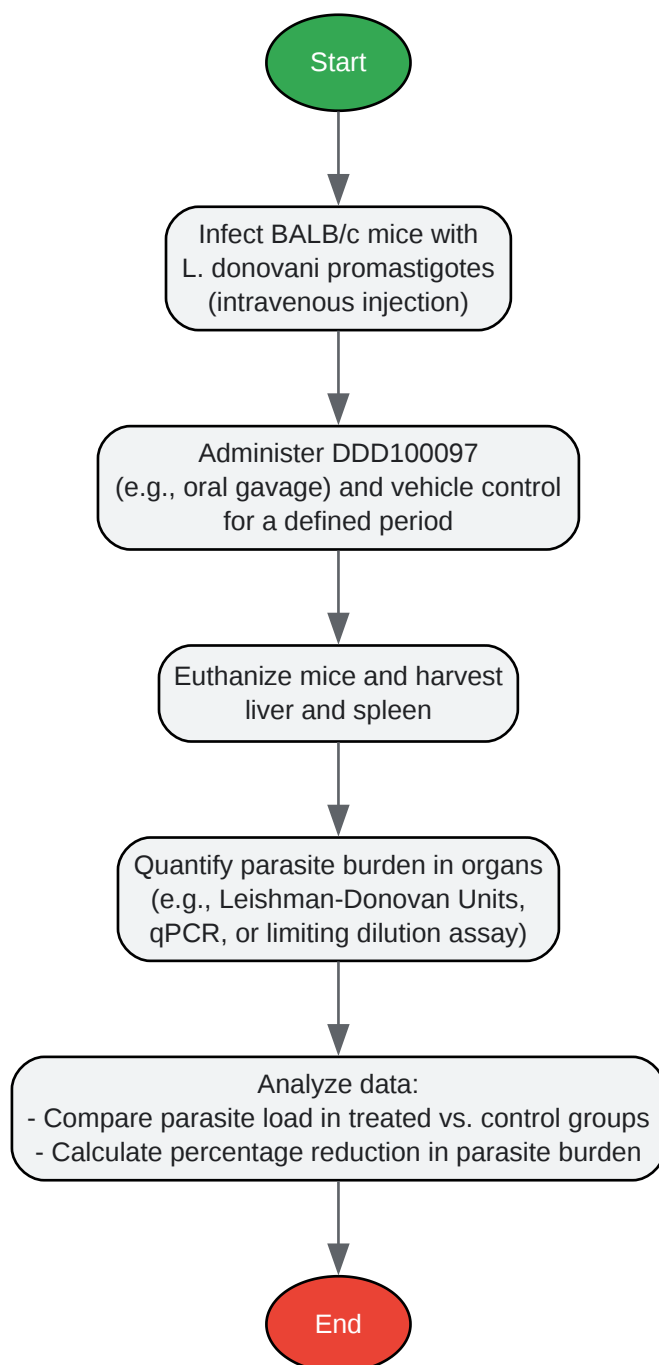 Start
Infect BALB/c mice with
L. donovani promastigotes
(intravenous injection)
Administer DDD100097
(e.g., oral gavage) and vehicle control
for a defined period
Euthanize mice and harvest
liver and spleen
Quantify parasite burden in organs
(e.g., Leishman-Donovan Units,
qPCR, or limiting dilution assay)
Analyze data:
- Compare parasite load in treated vs. control groups
- Calculate percentage reduction in parasite burden
End